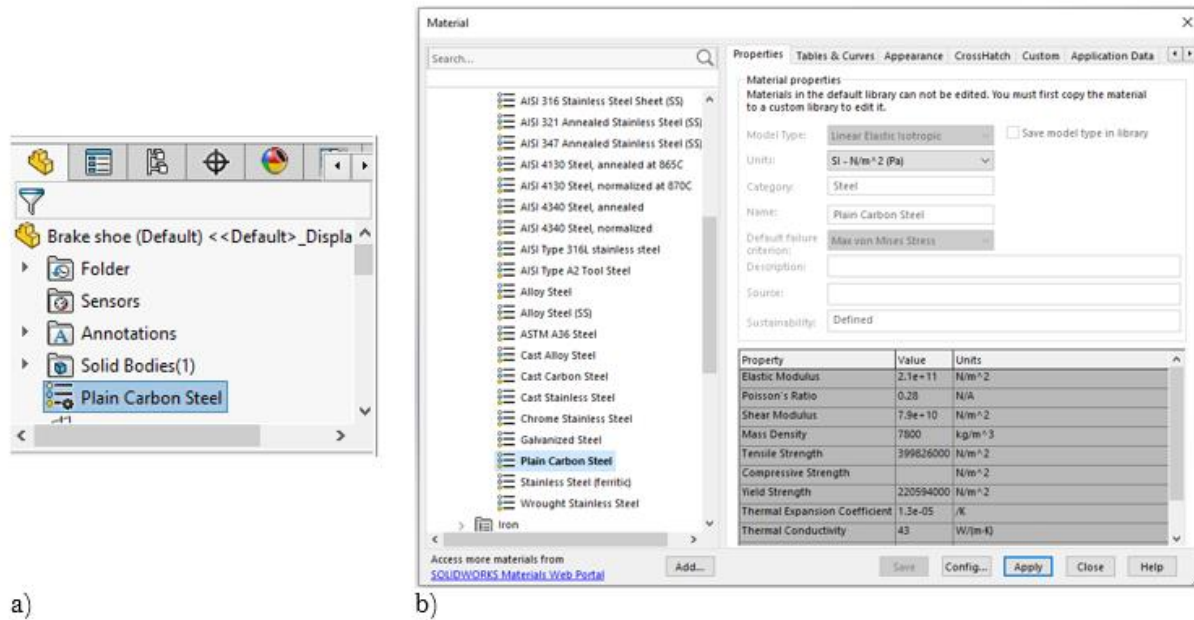 Brake shoe (Default) <<Default>_Displa
Folder
Sensors
Annotations
Solid Bodies(1)
Plain Carbon Steel
a)
Material
Search...
AISI 316 Stainless Steel Sheet (SS)
AISI 321 Annealed Stainless Steel (SS)
AISI 347 Annealed Stainless Steel (SS)
AISI 4130 Steel, annealed at 865C
AISI 4130 Steel, normalized at 870C
AISI 4340 Steel, annealed
AISI 4340 Steel, normalized
AISI Type 316L stainless steel
AISI Type A2 Tool Steel
Alloy Steel
Alloy Steel (SS)
ASTM A36 Steel
Cast Alloy Steel
Cast Carbon Steel
Cast Stainless Steel
Chrome Stainless Steel
Galvanized Steel
Plain Carbon Steel
Stainless Steel (ferritic)
Wrought Stainless Steel
Iron
Access more materials from
SOLIDWORKS Materials Web Portal
Add...
Properties Tables & Curves Appearance CrossHatch Custom Application Data
Material properties
Materials in the default library can not be edited. You must first copy the material
to a custom library to edit it.
Model Type: Linear Elastic Isotropic Save model type in library
Units: SI - N/m^2 (Pa)
Category: Steel
Name: Plain Carbon Steel
Default failure
criterion: Max von Mises Stress
Description:
Source:
Sustainability: Defined
Property Value Units
Elastic Modulus 2.1e+11 N/m^2
Poisson's Ratio 0.28 N/A
Shear Modulus 7.9e+10 N/m^2
Mass Density 7800 kg/m^3
Tensile Strength 399826000 N/m^2
Compressive Strength N/m^2
Yield Strength 220594000 N/m^2
Thermal Expansion Coefficient 1.3e-05 /K
Thermal Conductivity 43 W/(m·K)
Save Config... Apply Close Help
b)